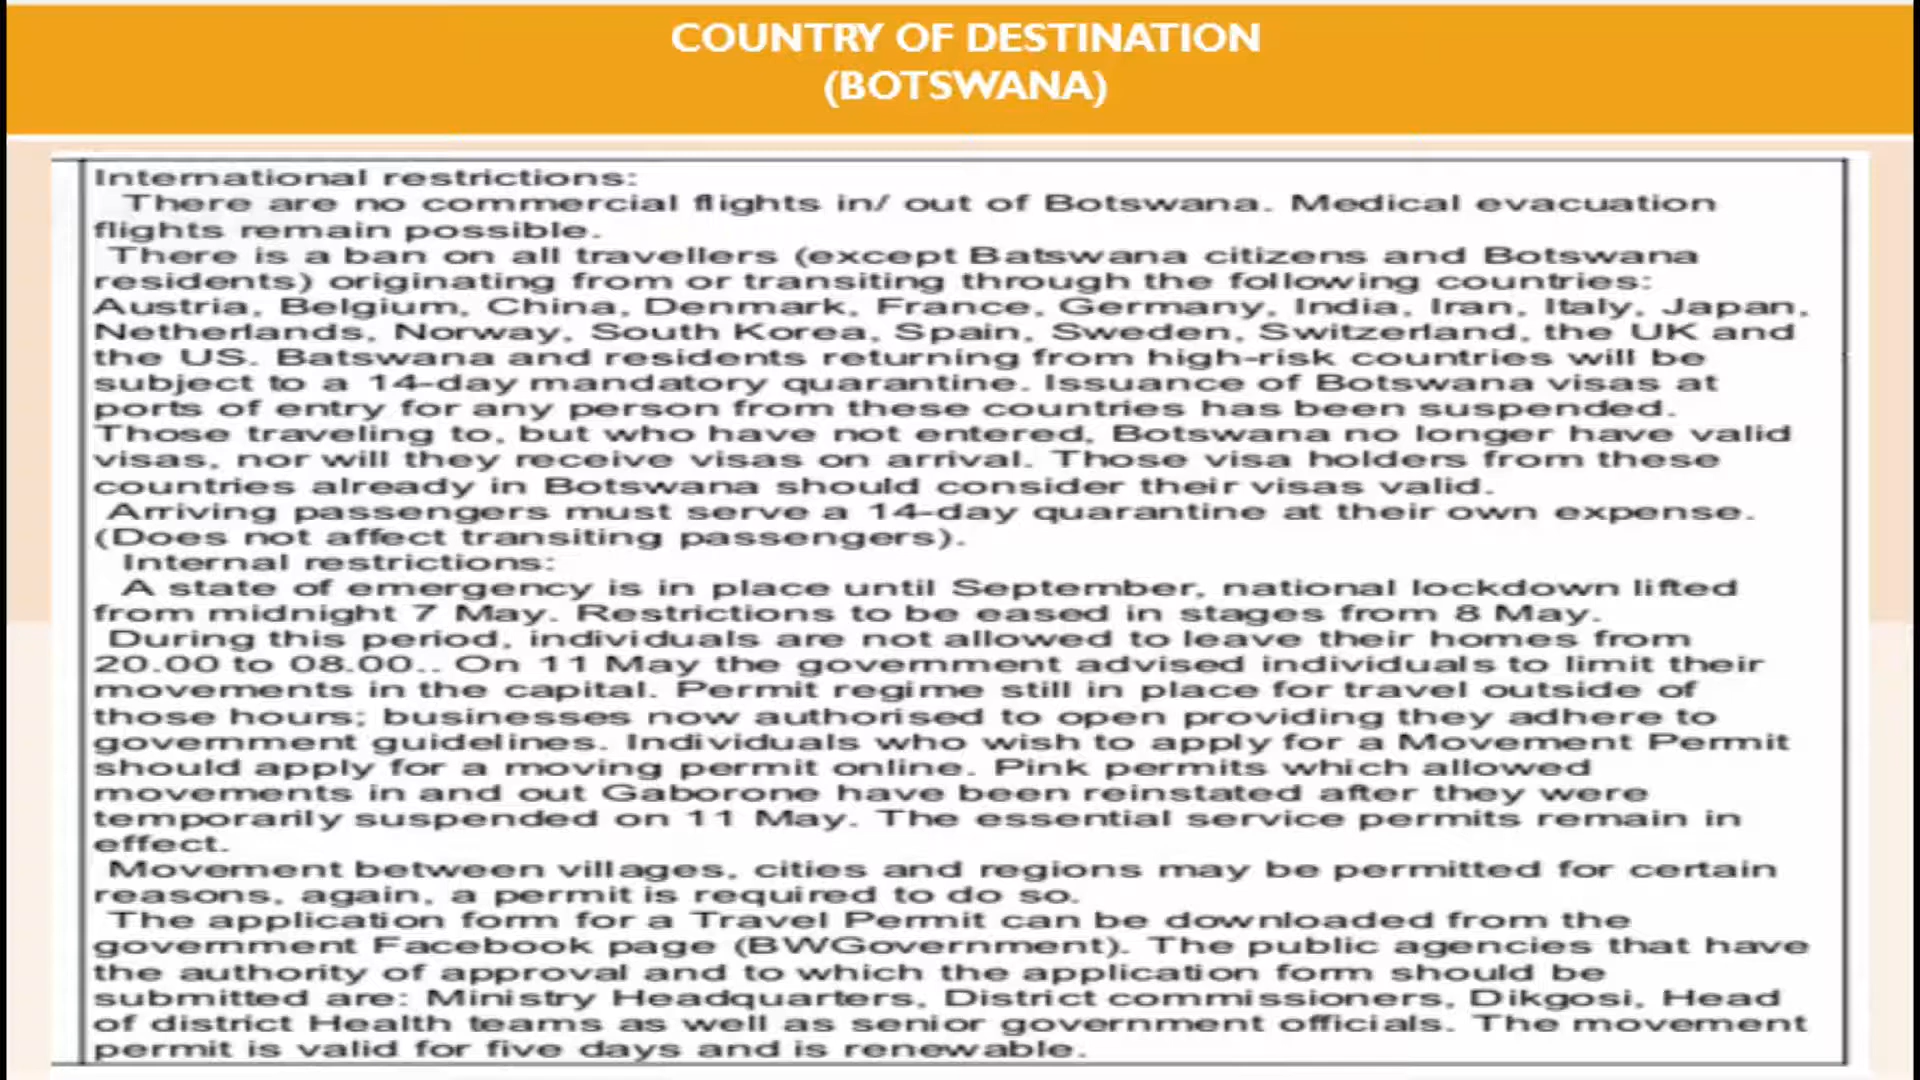 COUNTRY OF DESTINATION
(BOTSWANA)
International restrictions:
There are no commercial flights in/ out of Botswana. Medical evacuation
flights remain possible.
There is a ban on all travellers (except Batswana citizens and Botswana
residents) originating from or transiting through the following countries:
Austria, Belgium, China, Denmark, France, Germany, India, Iran, Italy, Japan,
Netherlands, Norway, South Korea, Spain, Sweden, Switzerland, the UK and
the US. Batswana and residents returning from high-risk countries will be
subject to a 14-day mandatory quarantine. Issuance of Botswana visas at
ports of entry for any person from these countries has been suspended.
Those traveling to, but who have not entered, Botswana no longer have valid
visas, nor will they receive visas on arrival. Those visa holders from these
countries already in Botswana should consider their visas valid.
Arriving passengers must serve a 14-day quarantine at their own expense.
(Does not affect transiting passengers).
Internal restrictions:
A state of emergency is in place until September, national lockdown lifted
from midnight 7 May. Restrictions to be eased in stages from 8 May.
During this period, individuals are not allowed to leave their homes from
20.00 to 08.00.. On 11 May the government advised individuals to limit their
movements in the capital. Permit regime still in place for travel outside of
those hours; businesses now authorised to open providing they adhere to
government guidelines. Individuals who wish to apply for a Movement Permit
should apply for a moving permit online. Pink permits which allowed
movements in and out Gaborone have been reinstated after they were
temporarily suspended on 11 May. The essential service permits remain in
effect.
Movement between villages, cities and regions may be permitted for certain
reasons, again, a permit is required to do so.
The application form for a Travel Permit can be downloaded from the
government Facebook page (BWGovernment). The public agencies that have
the authority of approval and to which the application form should be
submitted are: Ministry Headquarters, District commissioners, Dikgosi, Head
of district Health teams as well as senior government officials. The movement
permit is valid for five days and is renewable.